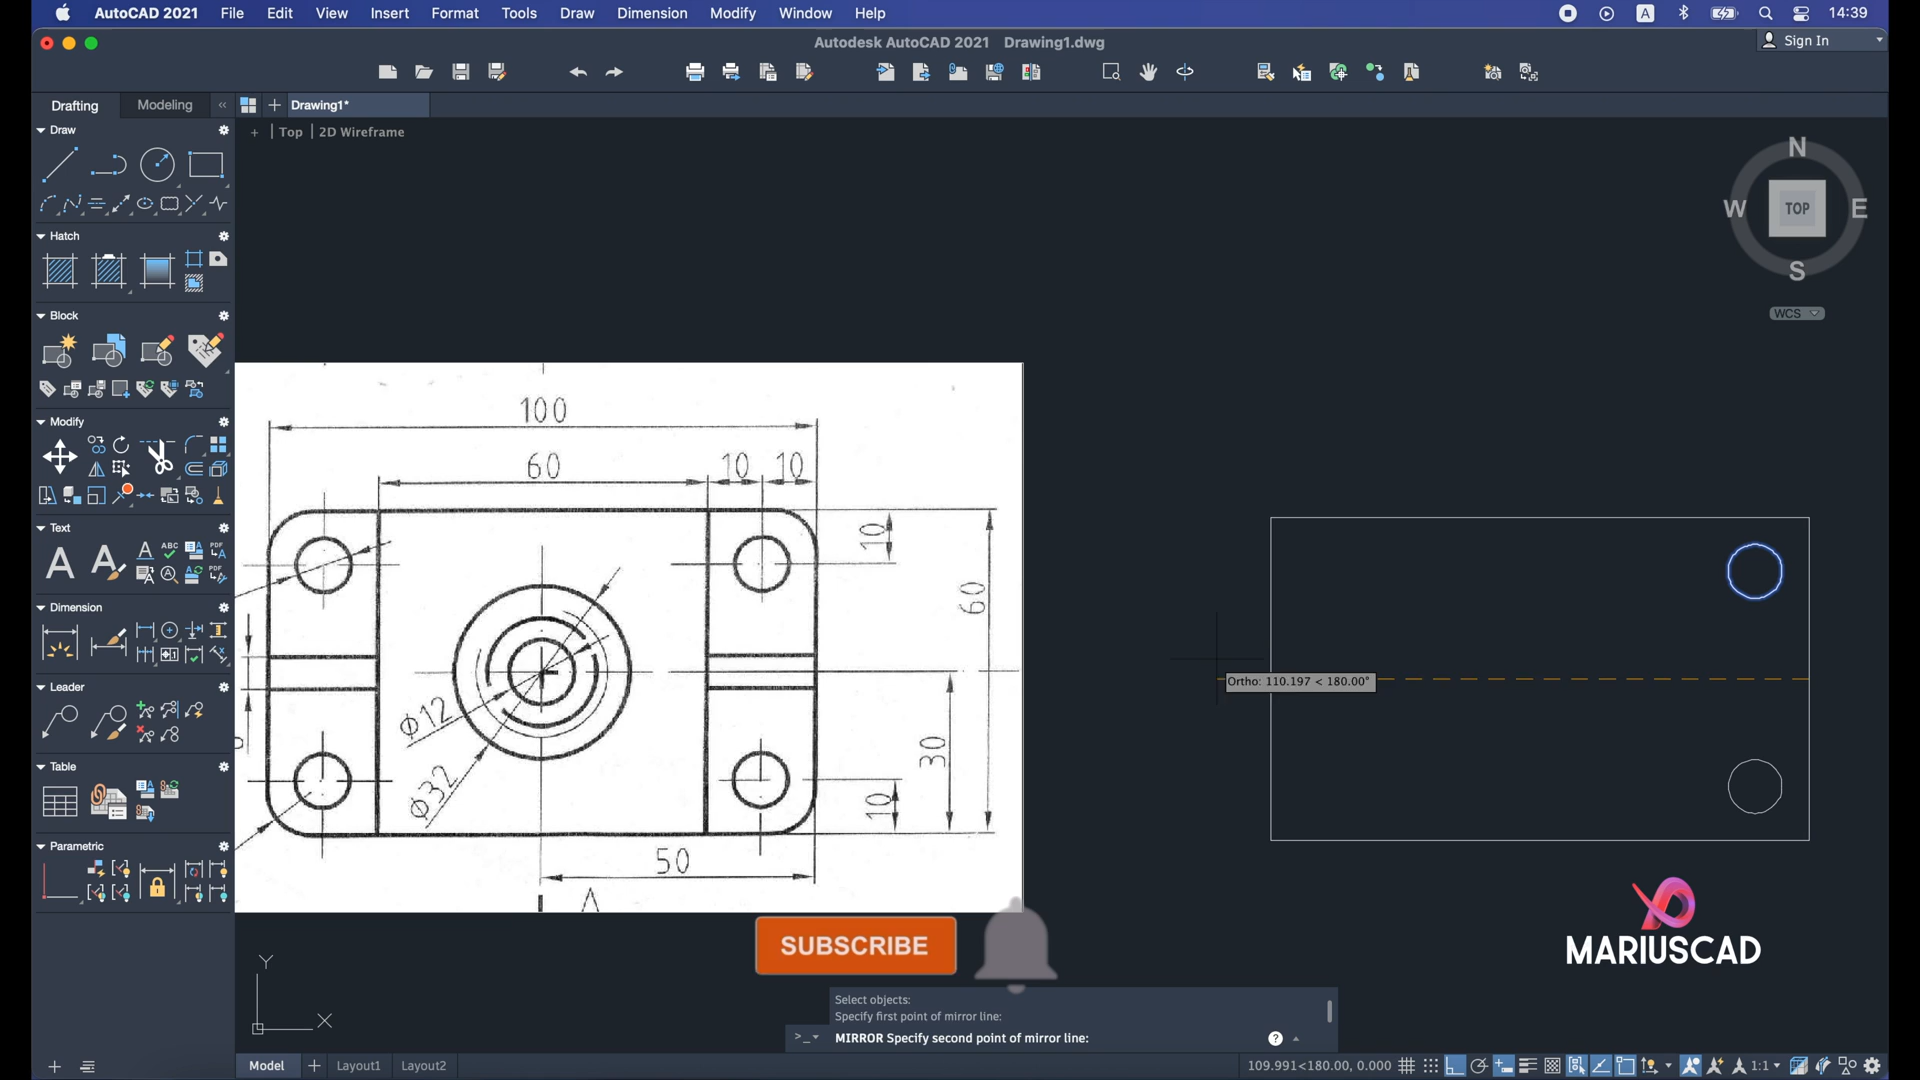 AutoCAD 2021 File Edit View Insert Format Tools Draw Dimension Modify Window Help A 14:39
Autodesk AutoCAD 2021 Drawing1.dwg
Sign In
Drafting Modeling Drawing1*
Draw
+ | Top | 2D Wireframe
N
W TOP E
S
WCS
Hatch
Block
Modify
Text
ABC
PDF
Dimension
Leader
Table
Parametric
100
60 10 10
10
60
Φ12
Φ32
30
10
50
Ortho: 110.197 < 180.00°
SUBSCRIBE
MARIUSCAD
Y
X
Select objects:
Specify first point of mirror line:
>_ MIRROR Specify second point of mirror line: ?
Model Layout1 Layout2 109.991<180.00, 0.000 1:1